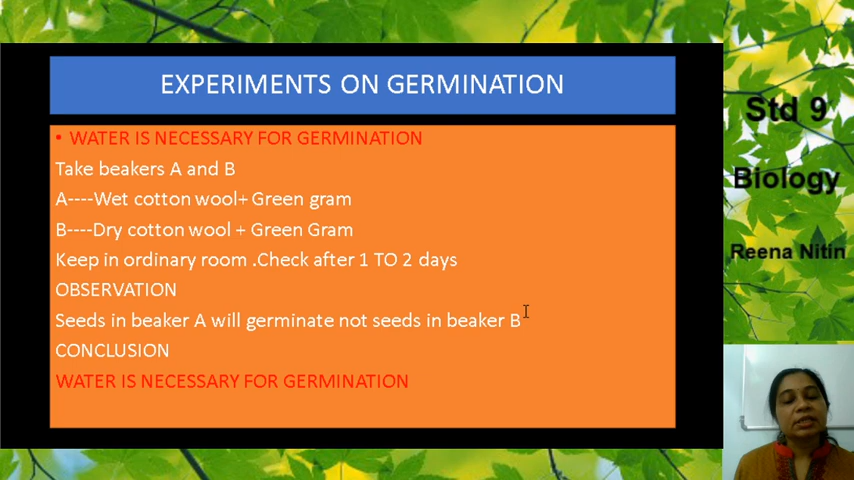 EXPERIMENTS ON GERMINATION
• WATER IS NECESSARY FOR GERMINATION
Take beakers A and B
A----Wet cotton wool+ Green gram
B----Dry cotton wool + Green Gram
Keep in ordinary room .Check after 1 TO 2 days
OBSERVATION
Seeds in beaker A will germinate not seeds in beaker B
CONCLUSION
WATER IS NECESSARY FOR GERMINATION
Std 9
Biology
Reena Nitin